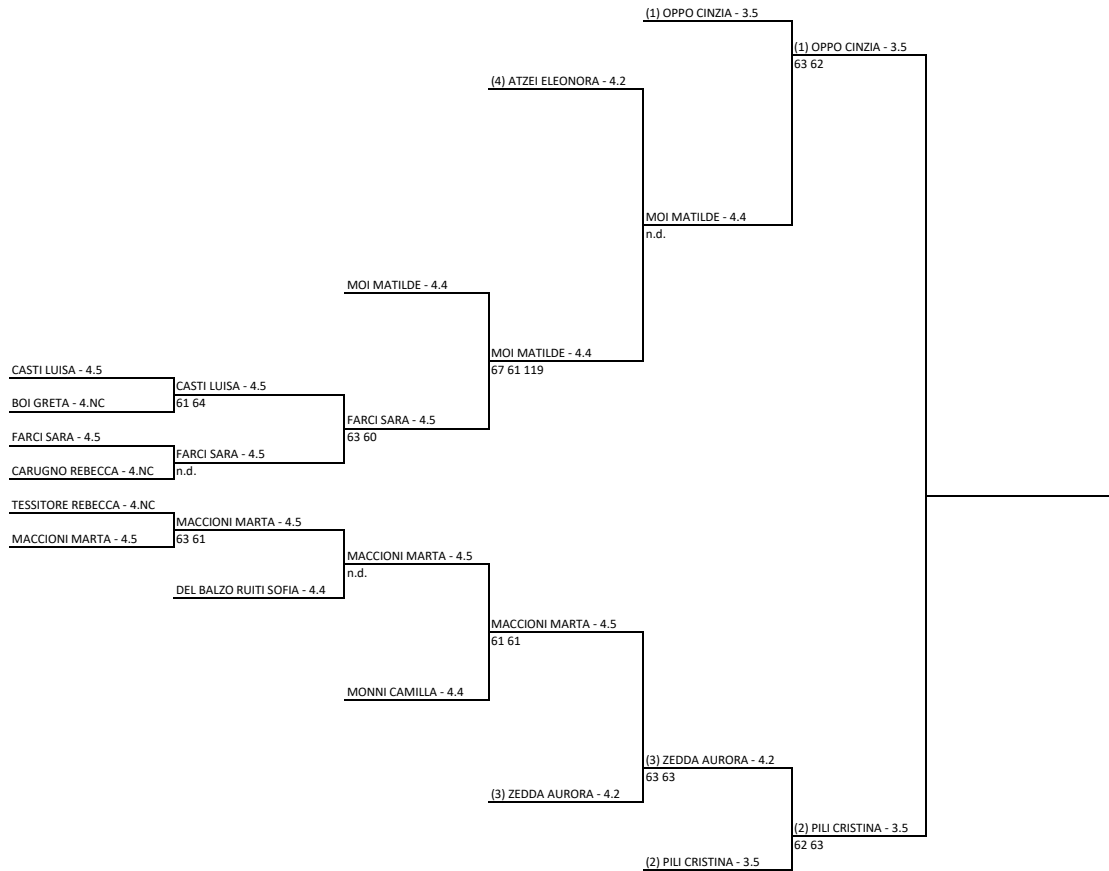 (1) OPPO CINZIA - 3.5
(1) OPPO CINZIA - 3.5
63 62
(4) ATZEI ELEONORA - 4.2
MOI MATILDE - 4.4
n.d.
MOI MATILDE - 4.4
MOI MATILDE - 4.4
67 61 119
CASTI LUISA - 4.5
CASTI LUISA - 4.5
61 64
BOI GRETA - 4.NC
FARCI SARA - 4.5
63 60
FARCI SARA - 4.5
FARCI SARA - 4.5
n.d.
CARUGNO REBECCA - 4.NC
TESSITORE REBECCA - 4.NC
MACCIONI MARTA - 4.5
63 61
MACCIONI MARTA - 4.5
MACCIONI MARTA - 4.5
n.d.
DEL BALZO RUITI SOFIA - 4.4
MACCIONI MARTA - 4.5
61 61
MONNI CAMILLA - 4.4
(3) ZEDDA AURORA - 4.2
63 63
(3) ZEDDA AURORA - 4.2
(2) PILI CRISTINA - 3.5
62 63
(2) PILI CRISTINA - 3.5